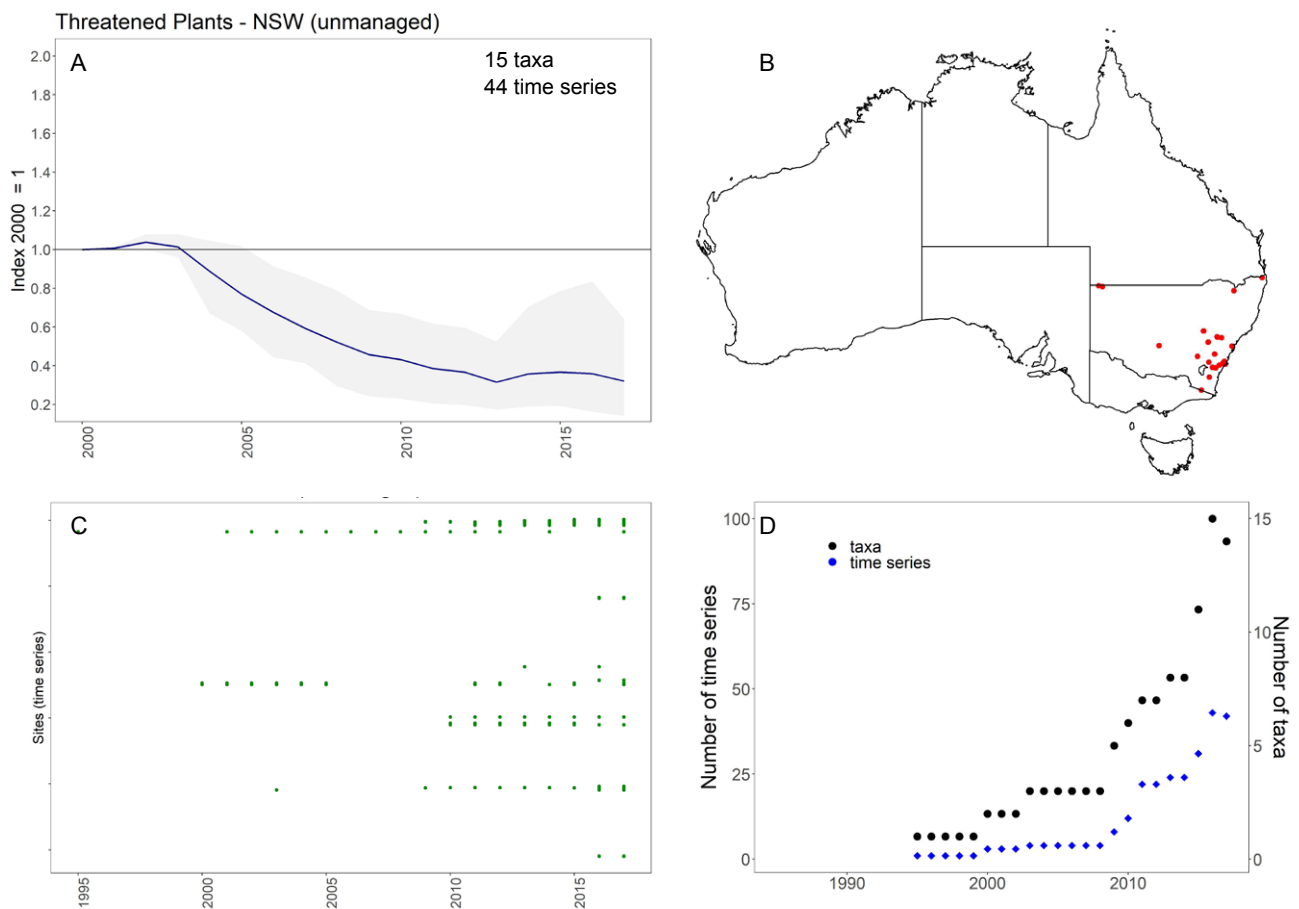 Threatened Plants - NSW (unmanaged)
A
15 taxa
44 time series
2.0
1.8
1.6
1.4
1.2
1.0
0.8
0.6
0.4
0.2
Index 2000 = 1
2000
2005
2010
2015
B
C
Sites (time series)
1995
2000
2005
2010
2015
D
taxa
time series
100
75
50
25
0
Number of time series
15
10
5
0
Number of taxa
1990
2000
2010